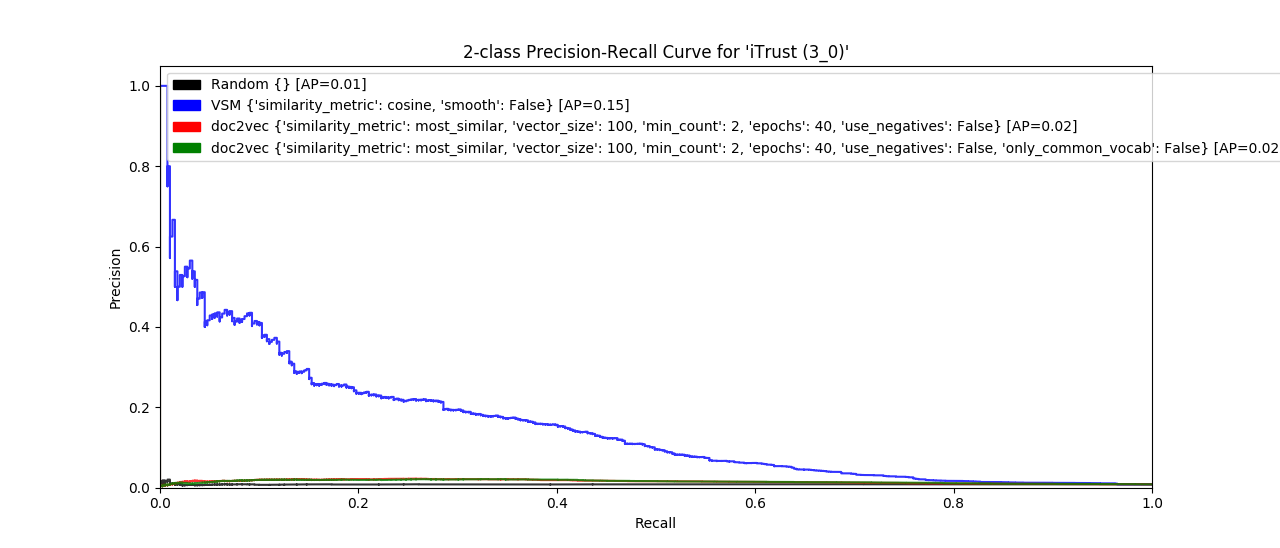 2-class Precision-Recall Curve for 'iTrust (3_0)'
Random {} [AP=0.01]
VSM {'similarity_metric': cosine, 'smooth': False} [AP=0.15]
doc2vec {'similarity_metric': most_similar, 'vector_size': 100, 'min_count': 2, 'epochs': 40, 'use_negatives': False} [AP=0.02]
doc2vec {'similarity_metric': most_similar, 'vector_size': 100, 'min_count': 2, 'epochs': 40, 'use_negatives': False, 'only_common_vocab': False} [AP=0.02
1.0
0.8
0.6
0.4
0.2
0.0
Precision
0.0 0.2 0.4 0.6 0.8 1.0
Recall